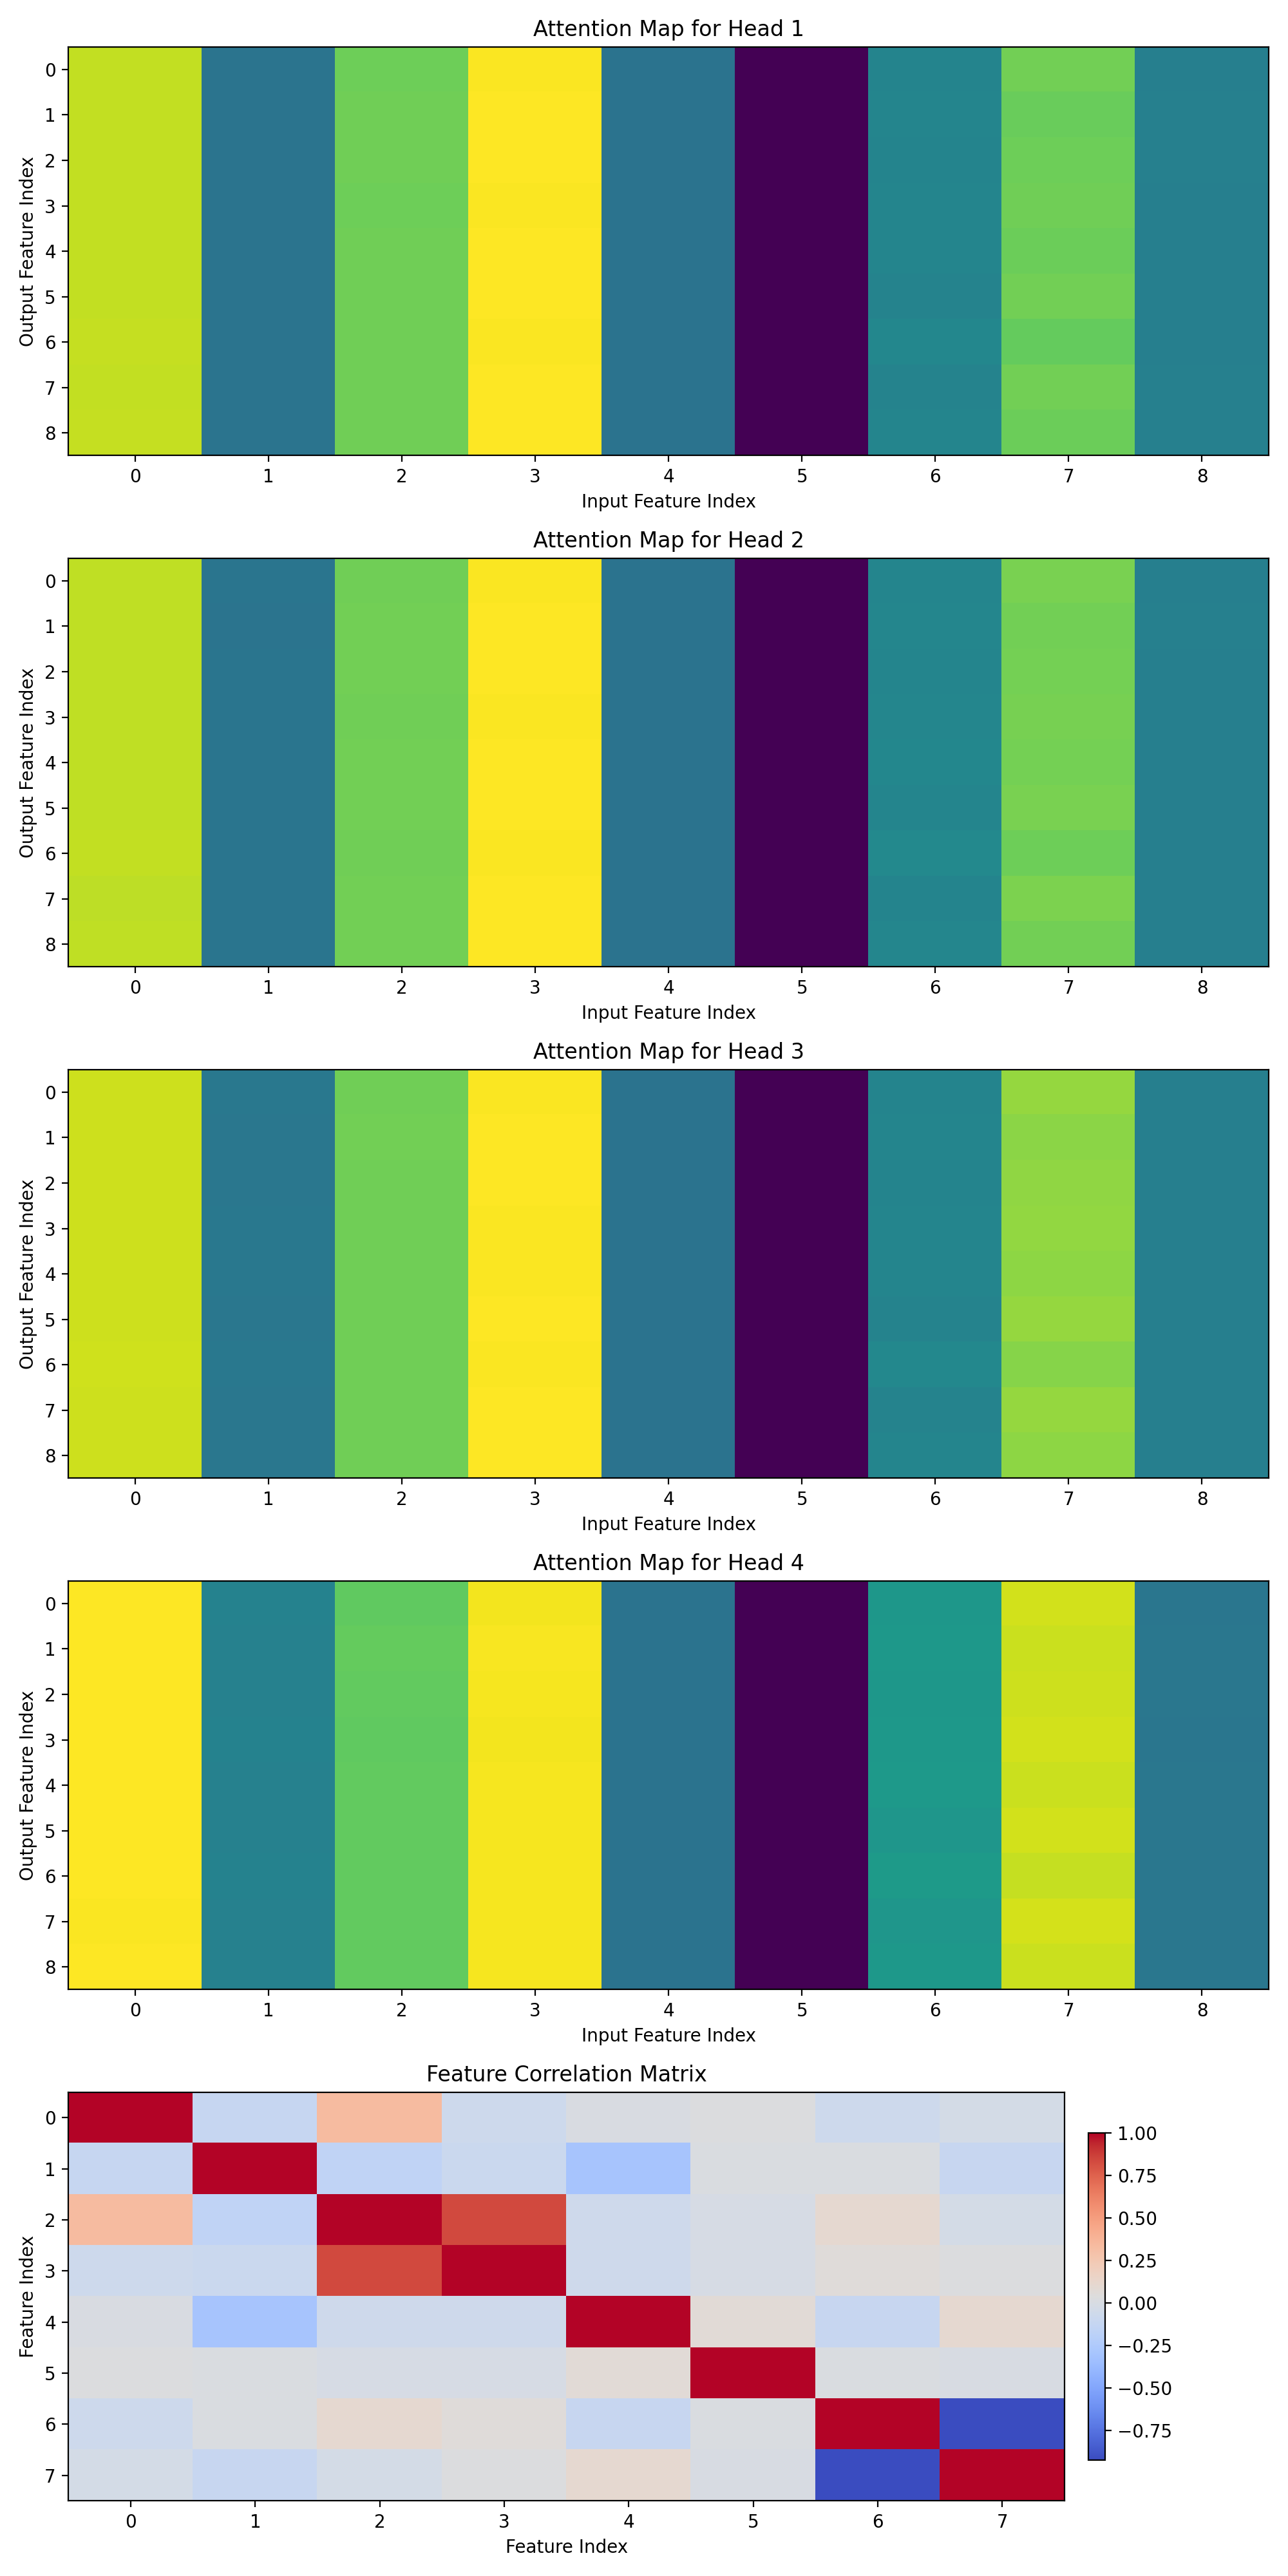 Attention Map for Head 1
Output Feature Index
0
1
2
3
4
5
6
7
8
0 1 2 3 4 5 6 7 8
Input Feature Index
Attention Map for Head 2
Output Feature Index
0
1
2
3
4
5
6
7
8
0 1 2 3 4 5 6 7 8
Input Feature Index
Attention Map for Head 3
Output Feature Index
0
1
2
3
4
5
6
7
8
0 1 2 3 4 5 6 7 8
Input Feature Index
Attention Map for Head 4
Output Feature Index
0
1
2
3
4
5
6
7
8
0 1 2 3 4 5 6 7 8
Input Feature Index
Feature Correlation Matrix
Feature Index
0
1
2
3
4
5
6
7
0 1 2 3 4 5 6 7
Feature Index
1.00
0.75
0.50
0.25
0.00
−0.25
−0.50
−0.75